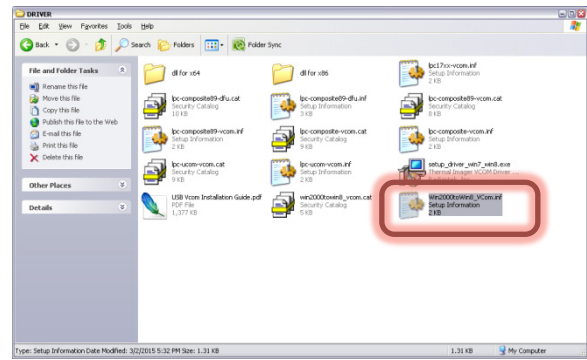 DRIVER
File Edit View Favorites Tools Help
Back Search Folders Folder Sync
File and Folder Tasks
Rename this file
Move this file
Copy this file
Publish this file to the Web
E-mail this file
Print this file
Delete this file
Other Places
Details
dll for x64
dll for x86
lpc17xx-vcom.inf
Setup Information
2 KB
lpc-composite89-dfu.cat
Security Catalog
10 KB
lpc-composite89-dfu.inf
Setup Information
3 KB
lpc-composite89-vcom.cat
Security Catalog
8 KB
lpc-composite89-vcom.inf
Setup Information
2 KB
lpc-composite-vcom.cat
Security Catalog
9 KB
lpc-composite-vcom.inf
Setup Information
2 KB
lpc-ucom-vcom.cat
Security Catalog
9 KB
lpc-ucom-vcom.inf
Setup Information
2 KB
setup_driver_win7_win8.exe
Thermal Images VCOM Driver
USB Vcom Installation Guide.pdf
PDF File
1,377 KB
win2000towin8_vcom.cat
Security Catalog
5 KB
Win2000toWin8_VCom.inf
Setup Information
2 KB
Type: Setup Information Date Modified: 3/2/2015 5:32 PM Size: 1.31 KB
1.31 KB My Computer